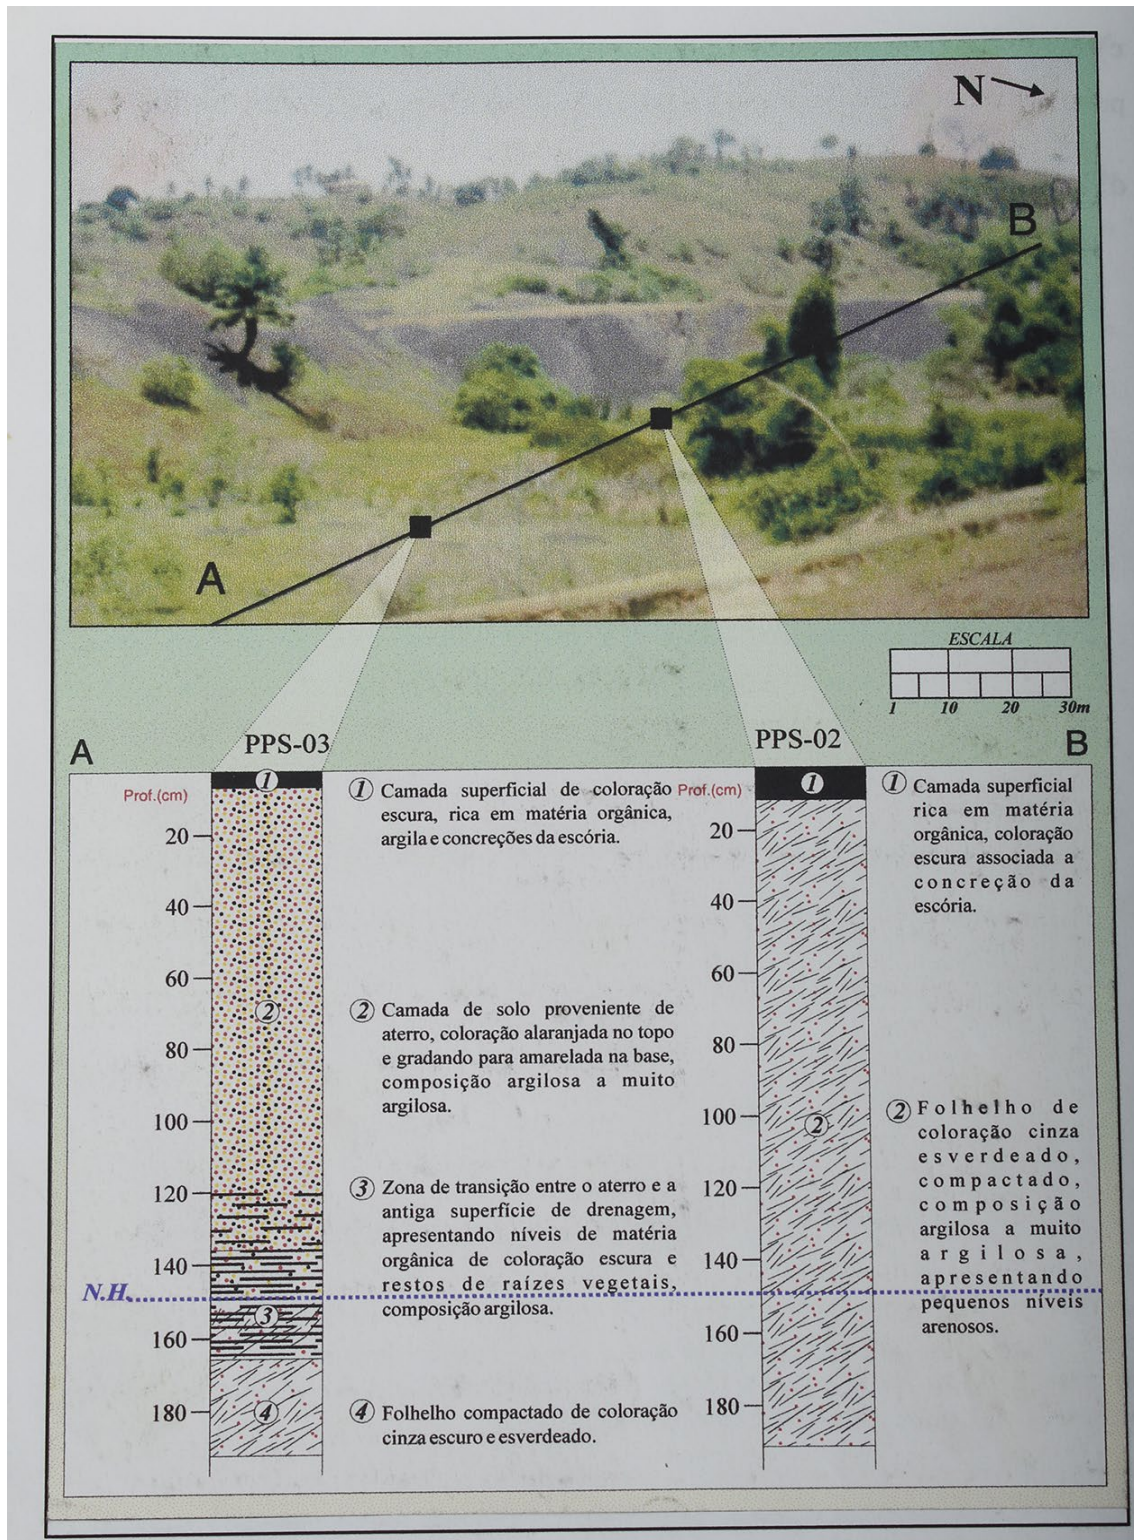 N
B
A
ESCALA
1 10 20 30m
A
PPS-03
PPS-02
B
Prof.(cm)
20
40
60
80
100
120
140
160
180
N.H.
1
2
3
4
1 Camada superficial de coloração
escura, rica em matéria orgânica,
argila e concreções da escória.
2 Camada de solo proveniente de
aterro, coloração alaranjada no topo
e gradando para amarelada na base,
composição argilosa a muito
argilosa.
3 Zona de transição entre o aterro e a
antiga superfície de drenagem,
apresentando níveis de matéria
orgânica de coloração escura e
restos de raízes vegetais,
composição argilosa.
4 Folhelho compactado de coloração
cinza escuro e esverdeado.
Prof.(cm)
20
40
60
80
100
120
140
160
180
1
2
1 Camada superficial
rica em matéria
orgânica, coloração
escura associada a
concreção da
escória.
2 Folhelho de
coloração cinza
esverdeado,
compactado,
composição
argilosa a muito
argilosa,
apresentando
pequenos níveis
arenosos.